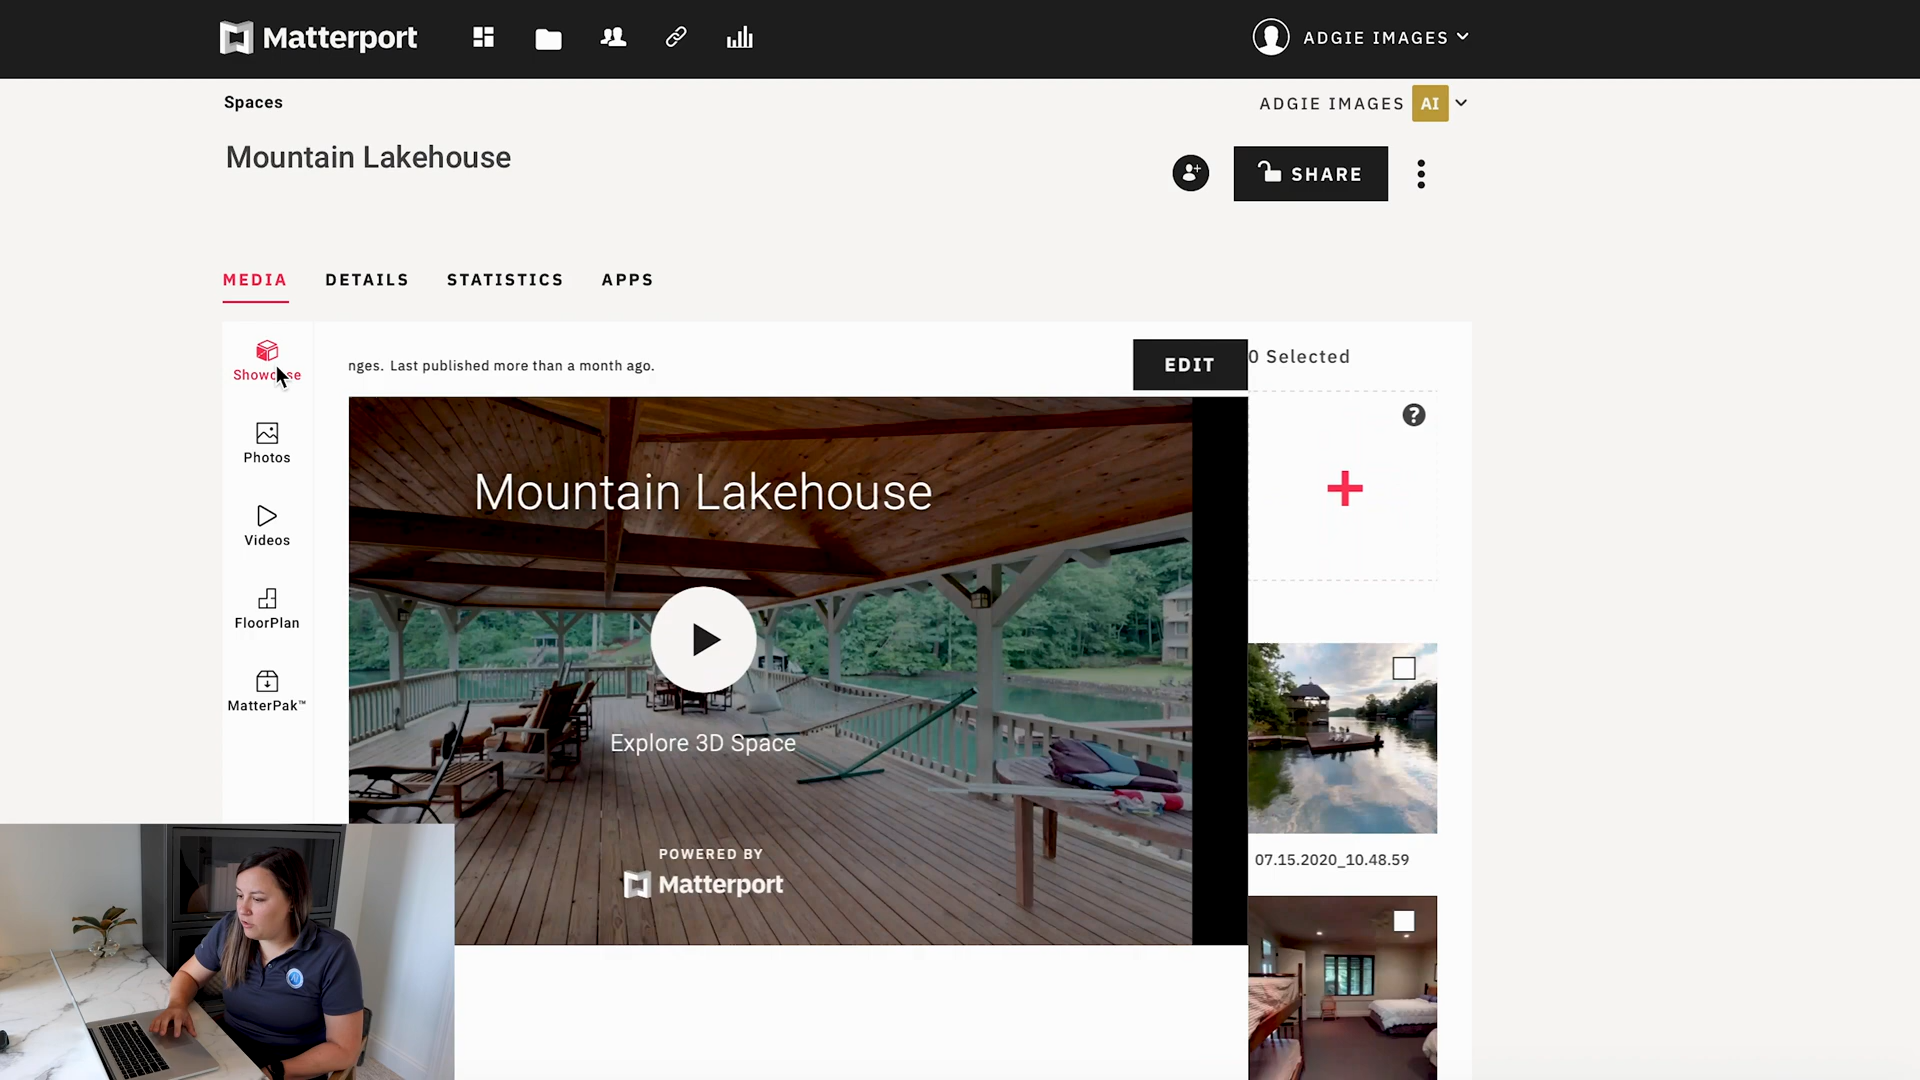 Matterport
ADGIE IMAGES
Spaces
ADGIE IMAGES AI
Mountain Lakehouse
SHARE
MEDIA DETAILS STATISTICS APPS
Showcase
nges. Last published more than a month ago.
EDIT
0 Selected
?
Photos
Mountain Lakehouse
Videos
FloorPlan
MatterPak™
Explore 3D Space
POWERED BY
Matterport
07.15.2020_10.48.59